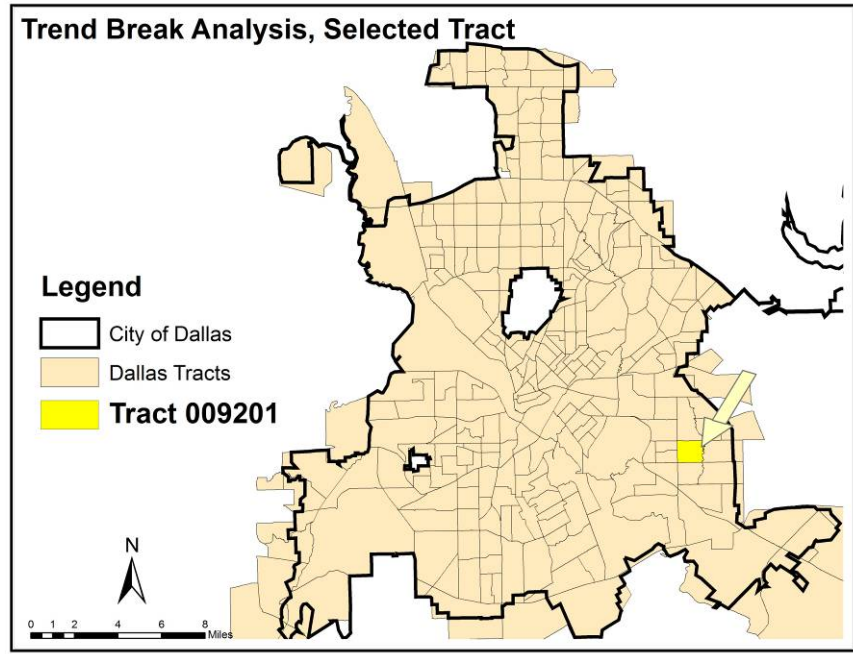 Trend Break Analysis, Selected Tract
Legend
City of Dallas
Dallas Tracts
Tract 009201
N
0 1 2 4 6 8
Miles